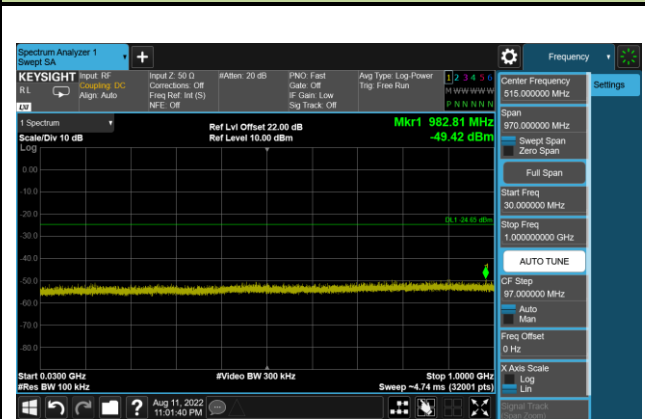 Spectrum Analyzer 1
Swept SA
Frequency
KEYSIGHT
RL
LXI
Input: RF
Coupling: DC
Align: Auto
Input Z: 50 Ω
Corrections: Off
Freq Ref: Int (S)
NFE: Off
#Atten: 20 dB
PNO: Fast
Gate: Off
IF Gain: Low
Sig Track: Off
Avg Type: Log-Power
Trig: Free Run
1 2 3 4 5 6
M W W W W W
P N N N N N
1 Spectrum
Scale/Div 10 dB
Ref Lvl Offset 22.00 dB
Ref Level 10.00 dBm
Mkr1 982.81 MHz
-49.42 dBm
Log
0.00
-10.0
-20.0
-30.0
-40.0
-50.0
-60.0
-70.0
-80.0
DL1 -24.65 dBm
Start 0.0300 GHz
#Res BW 100 kHz
#Video BW 300 kHz
Stop 1.0000 GHz
Sweep ~4.74 ms (32001 pts)
Center Frequency
515.000000 MHz
Settings
Span
970.000000 MHz
Swept Span
Zero Span
Full Span
Start Freq
30.000000 MHz
Stop Freq
1.000000000 GHz
AUTO TUNE
CF Step
97.000000 MHz
Auto
Man
Freq Offset
0 Hz
X Axis Scale
Log
Lin
Signal Track
(Span Zoom)
Aug 11, 2022
11:01:40 PM